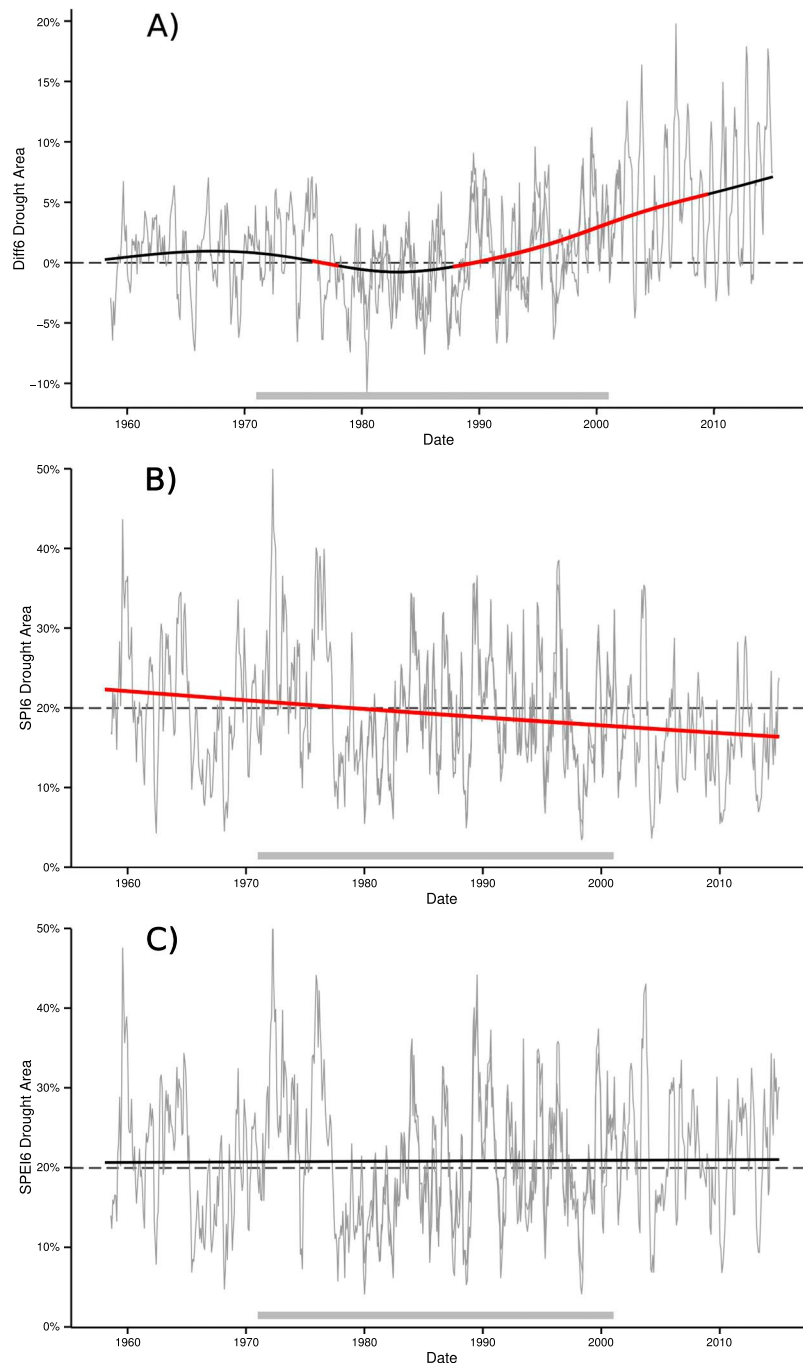 A)
20%
15%
10%
5%
0%
−5%
−10%
Diff6 Drought Area
1960 1970 1980 1990 2000 2010
Date
B)
50%
40%
30%
20%
10%
0%
SPI6 Drought Area
1960 1970 1980 1990 2000 2010
Date
C)
50%
40%
30%
20%
10%
0%
SPEI6 Drought Area
1960 1970 1980 1990 2000 2010
Date